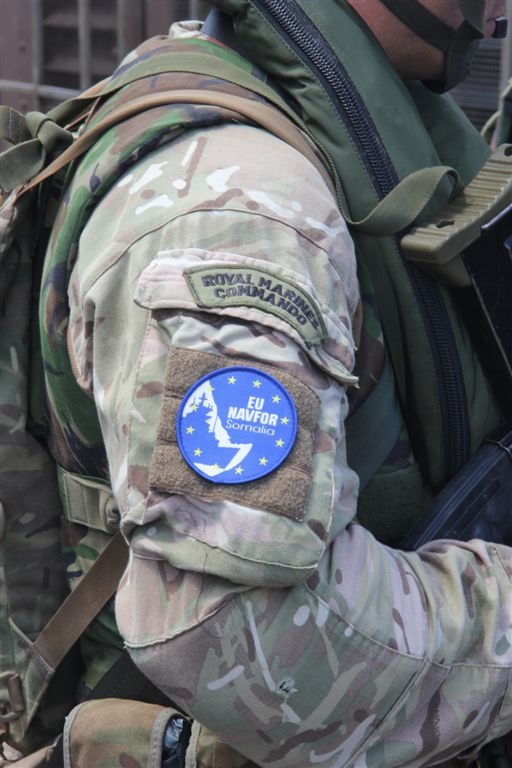 ROYAL MARINES
COMMANDO
EU
NAVFOR
Somalia